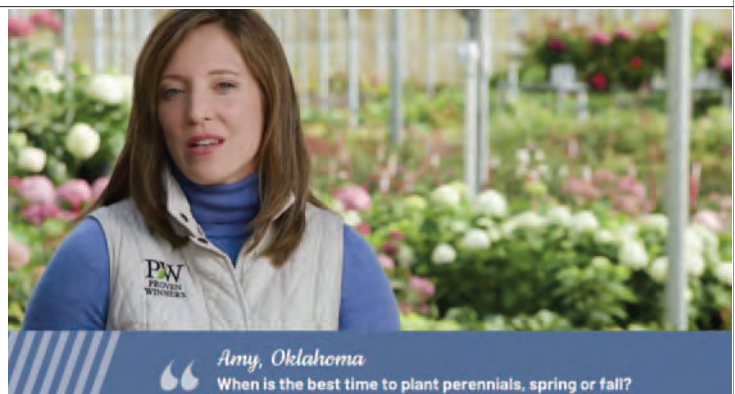 PW
PROVEN
WINNERS
Amy, Oklahoma
“ When is the best time to plant perennials, spring or fall?